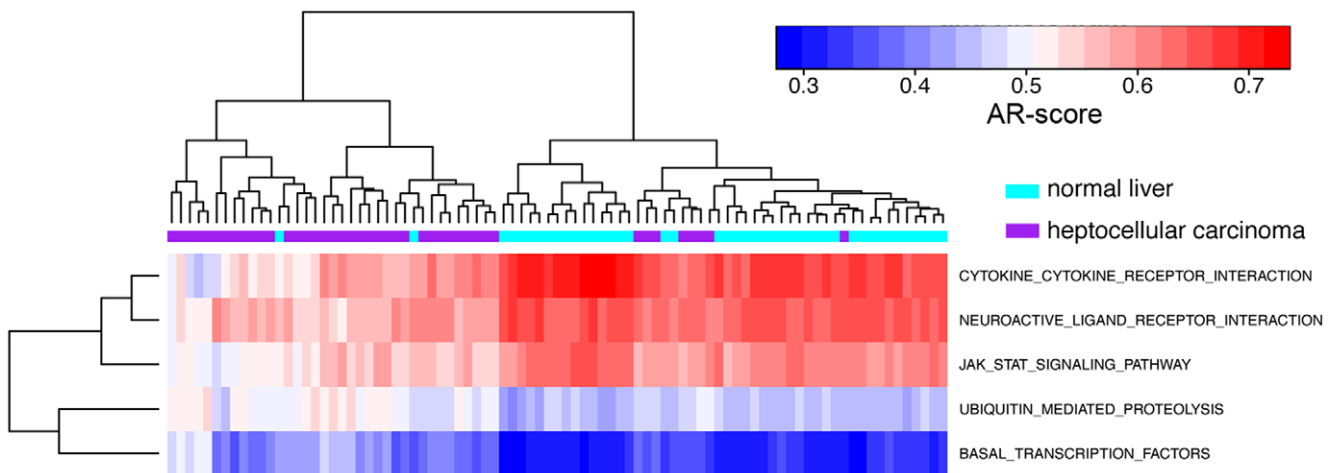 0.3 0.4 0.5 0.6 0.7
AR-score
normal liver
heptocellular carcinoma
CYTOKINE_CYTOKINE_RECEPTOR_INTERACTION
NEUROACTIVE_LIGAND_RECEPTOR_INTERACTION
JAK_STAT_SIGNALING_PATHWAY
UBIQUITIN_MEDIATED_PROTEOLYSIS
BASAL_TRANSCRIPTION_FACTORS